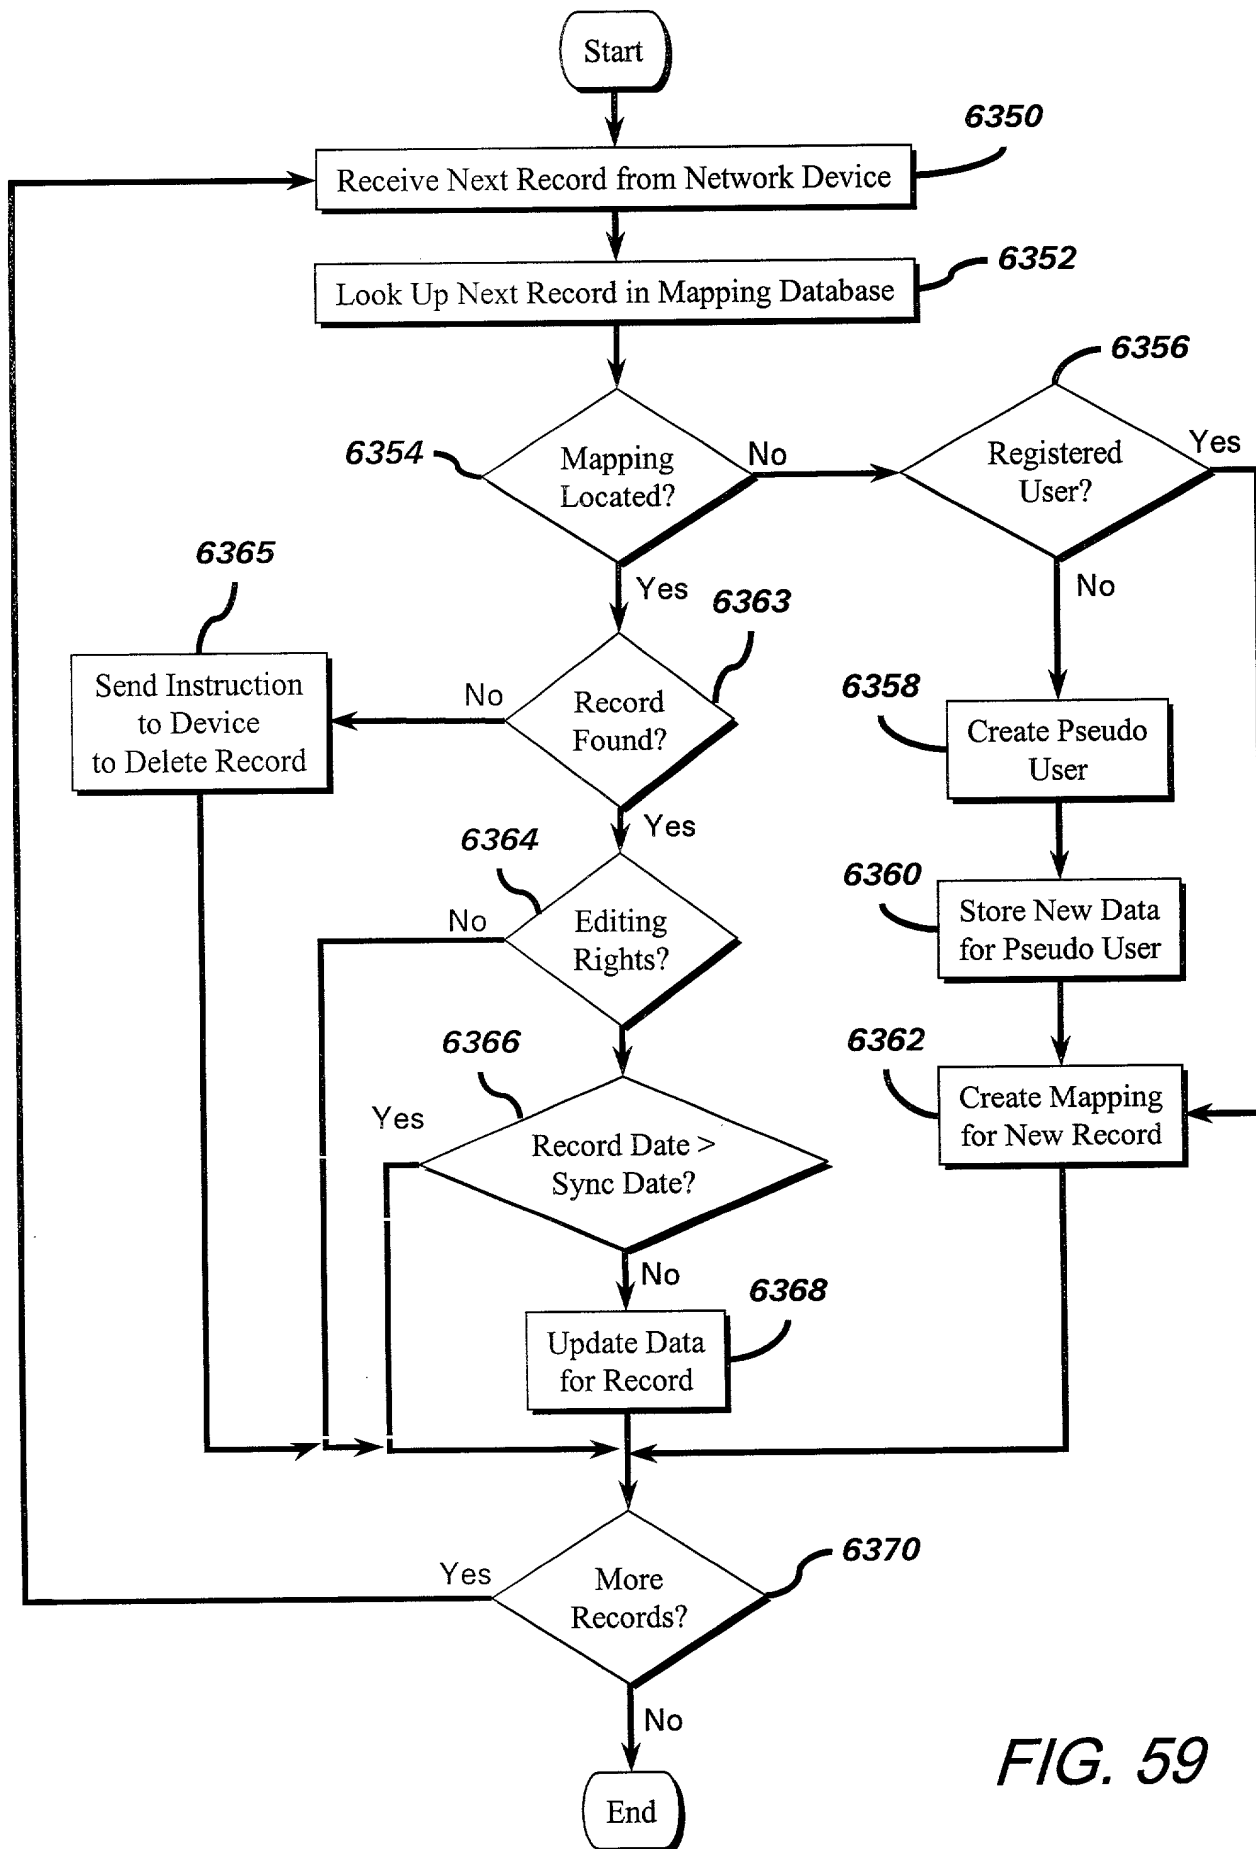 Start
6350
Receive Next Record from Network Device
6352
Look Up Next Record in Mapping Database
6356
6354
Mapping
Located?
No
Registered
User?
Yes
6365
Yes
6363
No
Send Instruction
to Device
to Delete Record
No
Record
Found?
6358
Create Pseudo
User
Yes
6364
No
Editing
Rights?
6360
Store New Data
for Pseudo User
6366
Yes
Record Date >
Sync Date?
6362
Create Mapping
for New Record
No
6368
Update Data
for Record
Yes
More
Records?
6370
No
End
FIG. 59